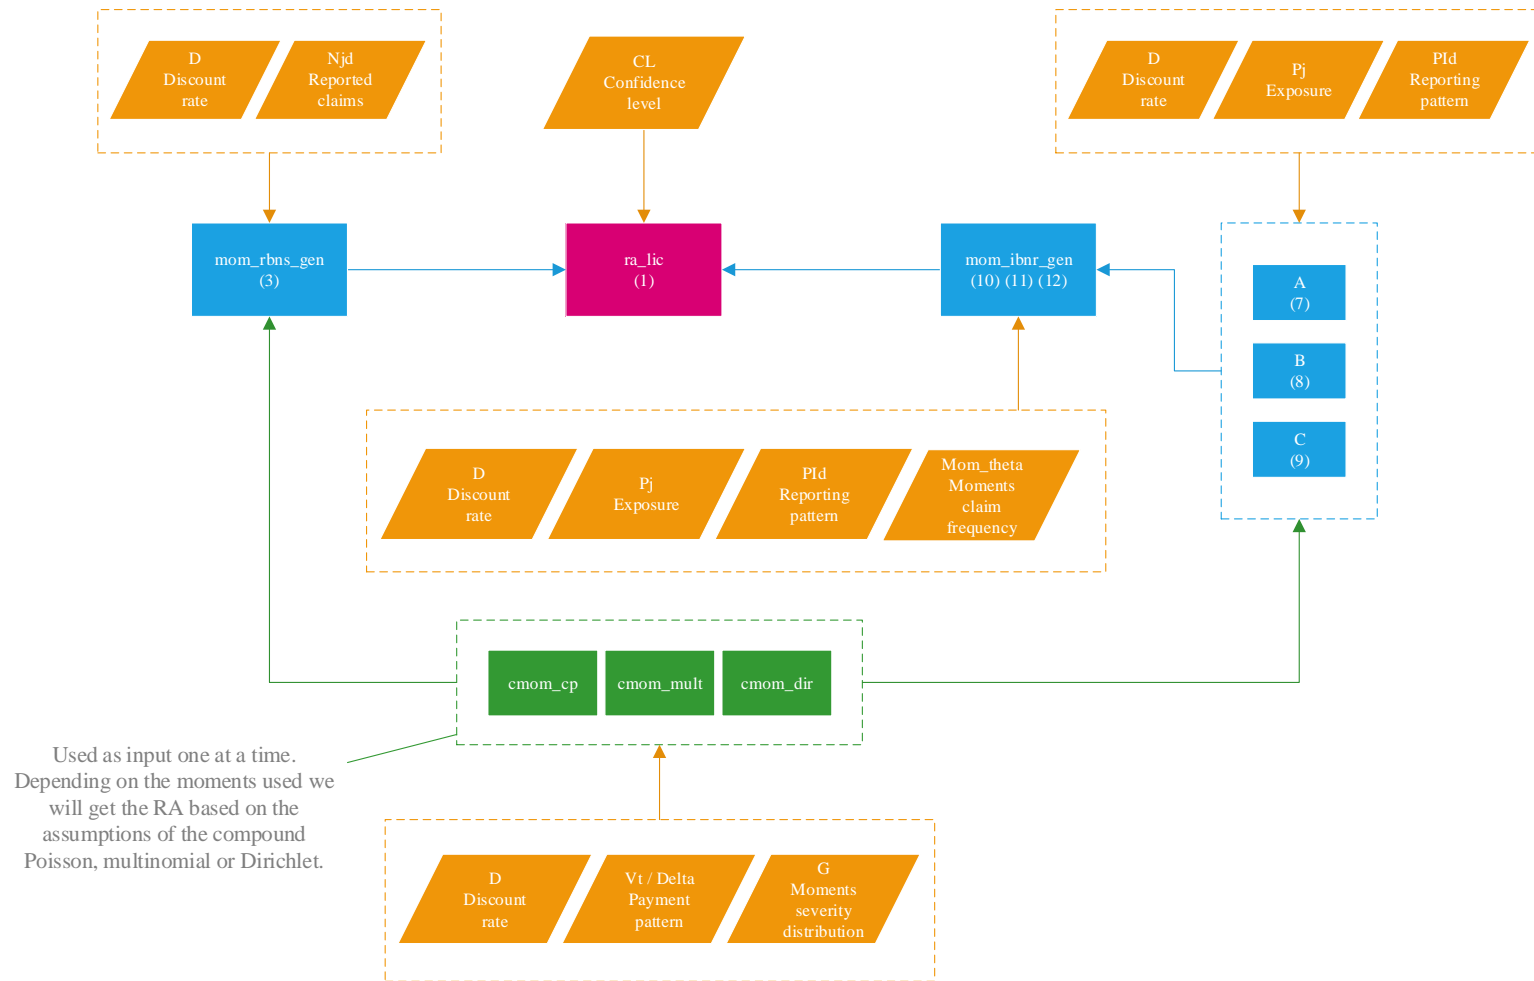 D
Discount
rate
Njd
Reported
claims
CL
Confidence
level
D
Discount
rate
Pj
Exposure
PId
Reporting
pattern
mom_rbns_gen
(3)
ra_lic
(1)
mom_ibnr_gen
(10) (11) (12)
A
(7)
B
(8)
C
(9)
D
Discount
rate
Pj
Exposure
PId
Reporting
pattern
Mom_theta
Moments
claim
frequency
cmom_cp
cmom_mult
cmom_dir
Used as input one at a time.
Depending on the moments used we
will get the RA based on the
assumptions of the compound
Poisson, multinomial or Dirichlet.
D
Discount
rate
Vt / Delta
Payment
pattern
G
Moments
severity
distribution